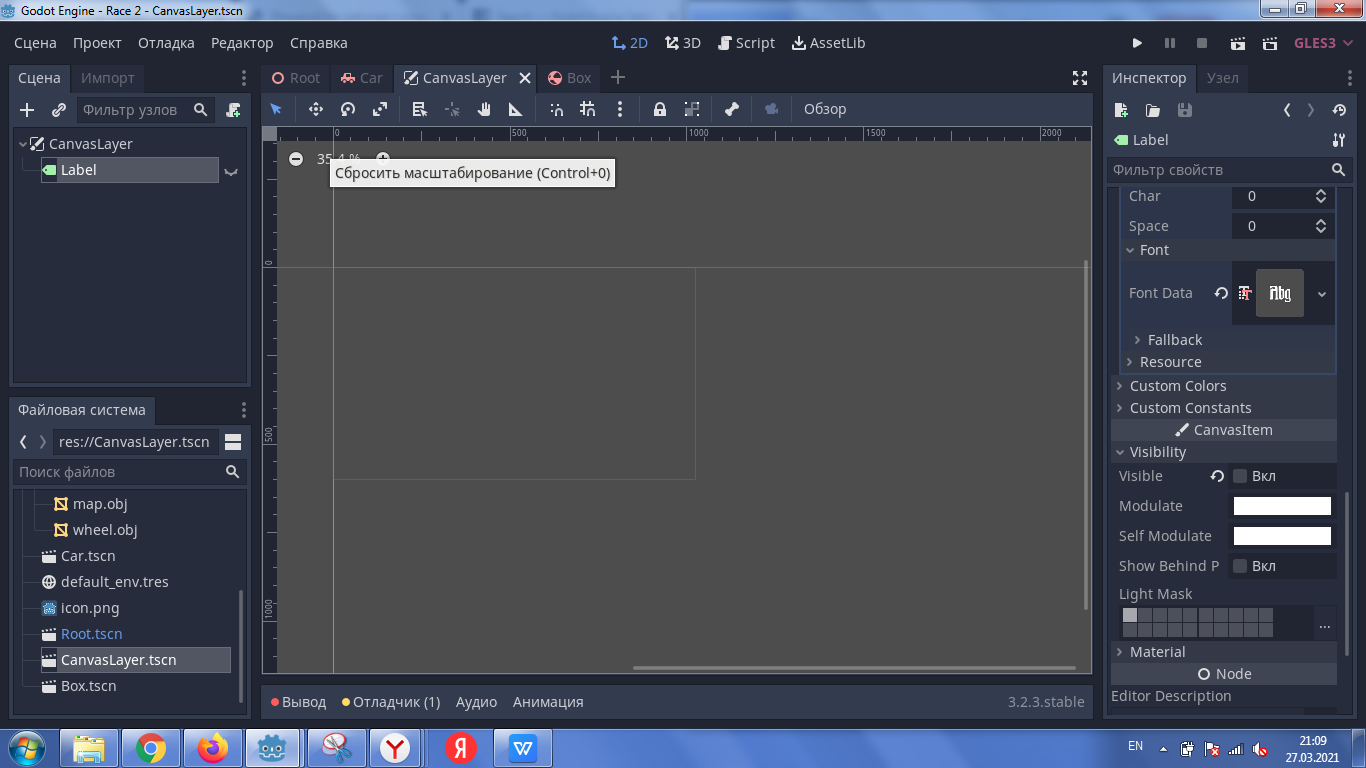 Godot Engine - Race 2 - CanvasLayer.tscn
Сцена Проект Отладка Редактор Справка
2D 3D Script AssetLib
GLES3
Сцена Импорт
Фильтр узлов
CanvasLayer
Label
Файловая система
res://CanvasLayer.tscn
Поиск файлов
map.obj
wheel.obj
Car.tscn
default_env.tres
icon.png
Root.tscn
CanvasLayer.tscn
Box.tscn
Root Car CanvasLayer Box
Обзор
0 500 1000 1500 2000
Сбросить масштабирование (Control+0)
0
500
1000
Вывод Отладчик (1) Аудио Анимация 3.2.3.stable
Инспектор Узел
Label
Фильтр свойств
Char 0
Space 0
Font
Font Data Abg
Fallback
Resource
Custom Colors
Custom Constants
CanvasItem
Visibility
Visible Вкл
Modulate
Self Modulate
Show Behind P Вкл
Light Mask
...
Material
Node
Editor Description
EN 21:09
27.03.2021